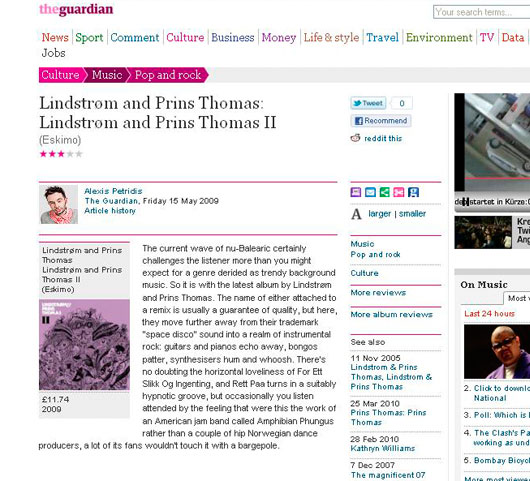 theguardian
Your search terms...
News Sport Comment Culture Business Money Life & style Travel Environment TV Data
Jobs
Culture Music Pop and rock
Lindstrøm and Prins Thomas:
Lindstrøm and Prins Thomas II
(Eskimo)
Alexis Petridis
The Guardian, Friday 15 May 2009
Article history
Lindstrøm and Prins
Thomas
Lindstrøm and Prins
Thomas II
(Eskimo)
£11.74
2009
The current wave of nu-Balearic certainly
challenges the listener more than you might
expect for a genre derided as trendy background
music. So it is with the latest album by Lindstrøm
and Prins Thomas. The name of either attached to
a remix is usually a guarantee of quality, but here,
they move further away from their trademark
"space disco" sound into a realm of instrumental
rock: guitars and pianos echo away, bongos
patter, synthesisers hum and whoosh. There's
no doubting the horizontal loveliness of For Ett
Slikk Og Ingenting, and Rett Paa turns in a suitably
hypnotic groove, but occasionally you listen
attended by the feeling that were this the work of
an American jam band called Amphibian Phungus
rather than a couple of hip Norwegian dance
producers, a lot of its fans wouldn't touch it with a bargepole.
Tweet 0
Recommend
reddit this
A larger | smaller
Music
Pop and rock
Culture
More reviews
More album reviews
See also
11 Nov 2005
Lindstrøm & Prins
Thomas, Lindstrøm &
Prins Thomas
25 Mar 2010
Prins Thomas: Prins
Thomas
28 Feb 2010
Kathryn Williams
7 Dec 2007
The magnificent 07
startet in Kürze: 0
Kre
Twi
Ang
On Music
Most v
Last 24 hours
2. Click to downlo
National
3. Poll: Which is
4. The Clash's Pa
working as und
5. Bombay Bicyc
More most viewe